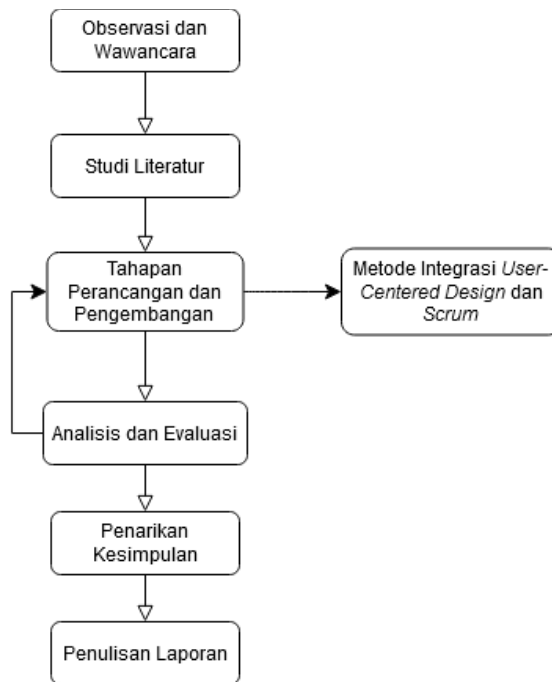 Observasi dan
Wawancara
Studi Literatur
Tahapan
Perancangan dan
Pengembangan
Metode Integrasi User-
Centered Design dan
Scrum
Analisis dan Evaluasi
Penarikan
Kesimpulan
Penulisan Laporan